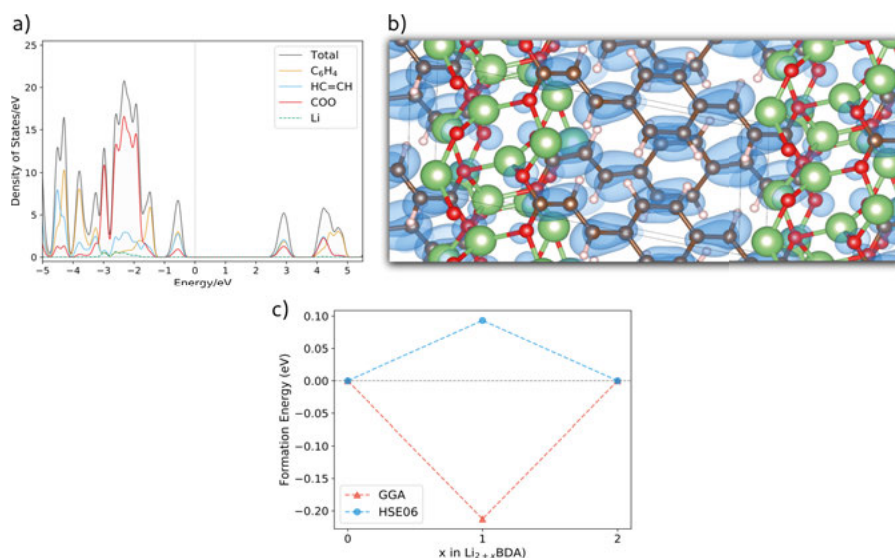 a)
25
20
15
10
5
0
Density of States/eV
Total
C₆H₄
HC=CH
COO
Li
−5 −4 −3 −2 −1 0 1 2 3 4 5
Energy/eV
b)
c)
0.10
0.05
0.00
−0.05
−0.10
−0.15
−0.20
Formation Energy (eV)
GGA
HSE06
0 1 2
x in Li₂₊ₓBDA)